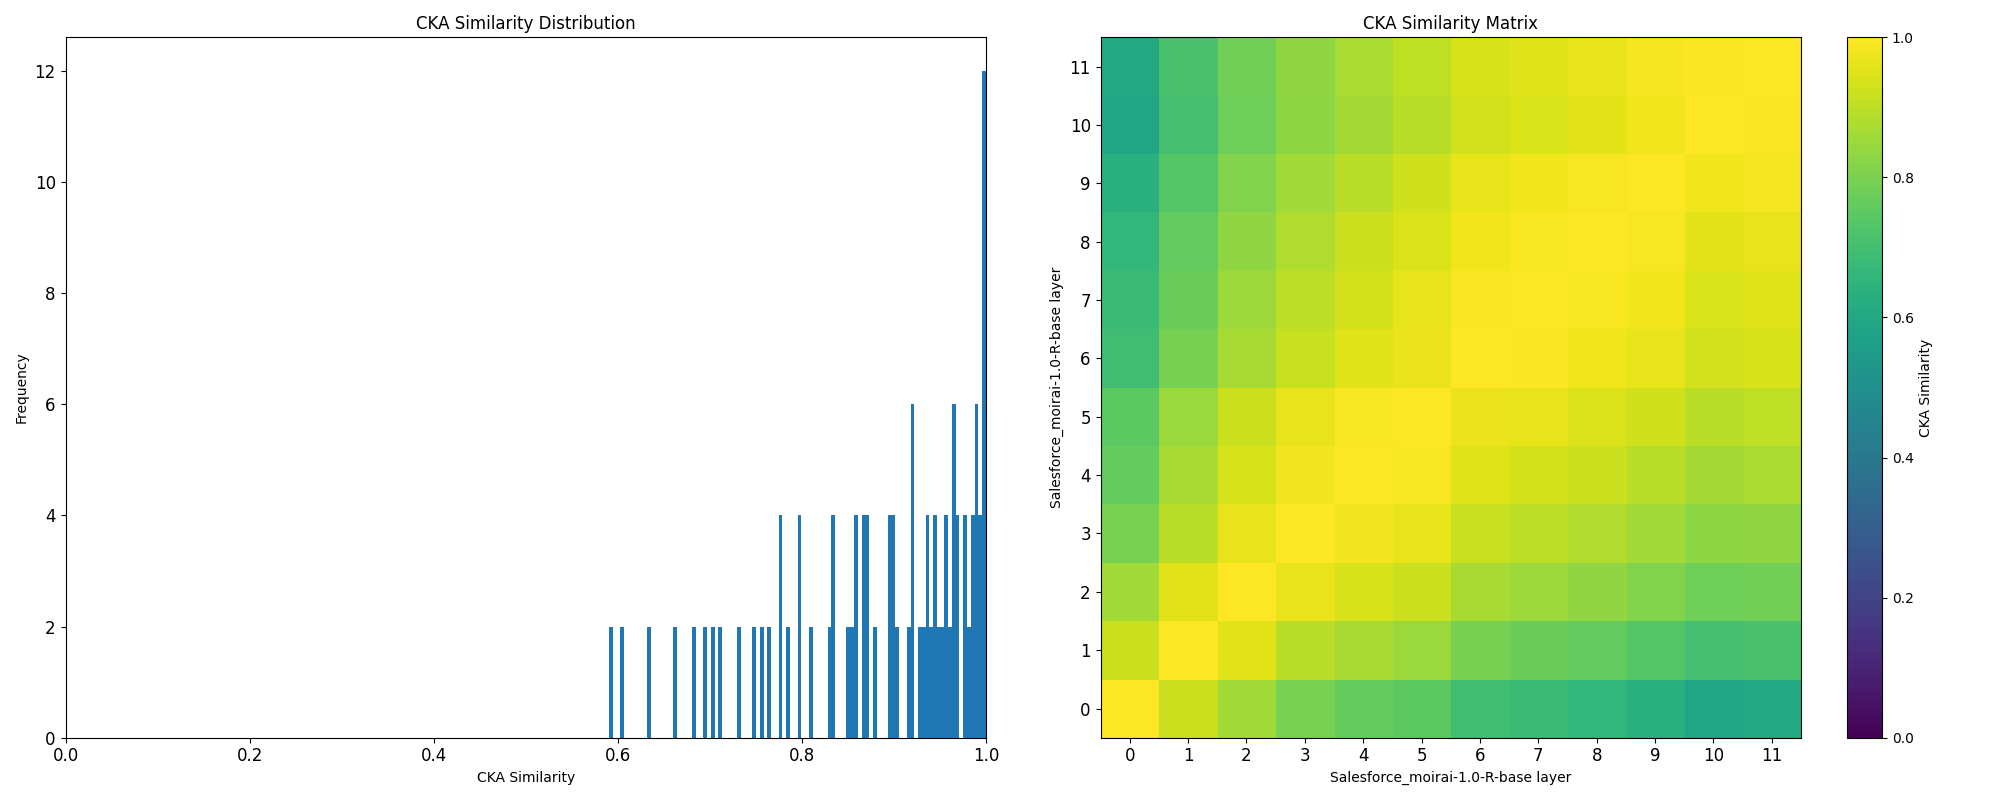 CKA Similarity Distribution
12
10
8
6
4
2
0
Frequency
0.0 0.2 0.4 0.6 0.8 1.0
CKA Similarity
CKA Similarity Matrix
11
10
9
8
7
6
5
4
3
2
1
0
Salesforce_moirai-1.0-R-base layer
0 1 2 3 4 5 6 7 8 9 10 11
Salesforce_moirai-1.0-R-base layer
1.0
0.8
0.6
0.4
0.2
0.0
CKA Similarity